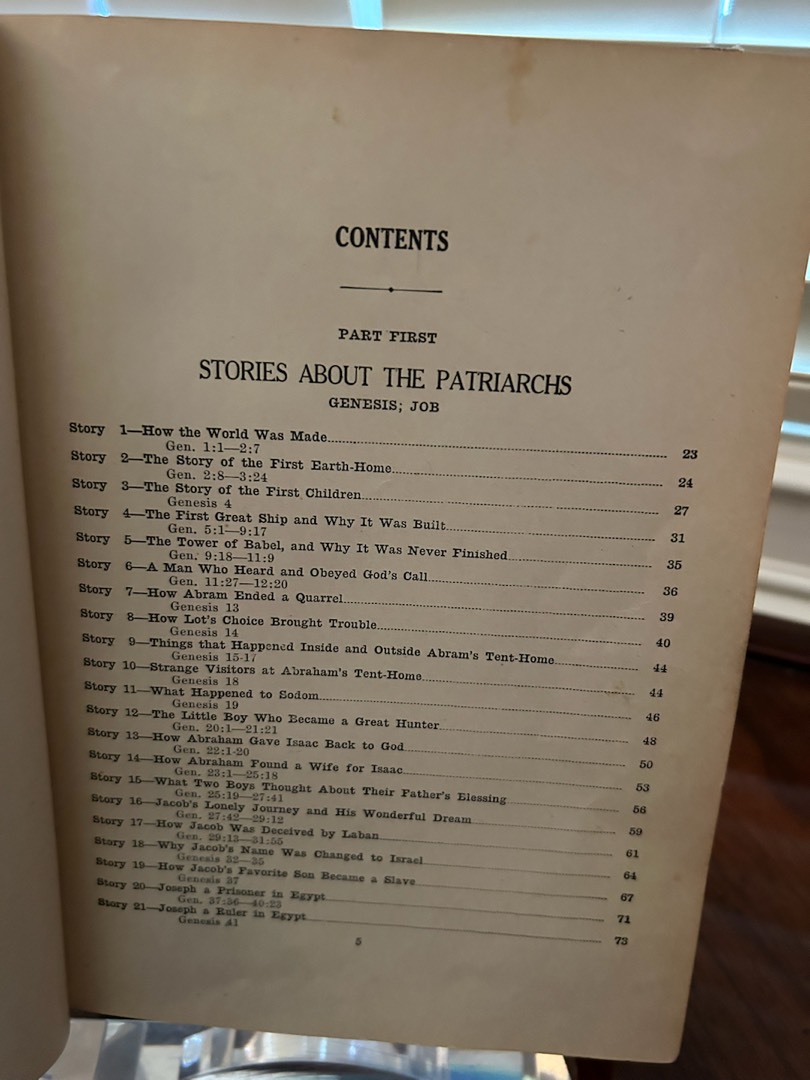 CONTENTS
PART FIRST
STORIES ABOUT THE PATRIARCHS
GENESIS; JOB
Story 1—How the World Was Made 23
Gen. 1:1—2:7
Story 2—The Story of the First Earth-Home 24
Gen. 2:8—3:24
Story 3—The Story of the First Children 27
Genesis 4
Story 4—The First Great Ship and Why It Was Built 31
Gen. 5:1—9:17
Story 5—The Tower of Babel, and Why It Was Never Finished 35
Gen. 9:18—11:9
Story 6—A Man Who Heard and Obeyed God's Call 36
Gen. 11:27—12:20
Story 7—How Abram Ended a Quarrel 39
Genesis 13
Story 8—How Lot's Choice Brought Trouble 40
Genesis 14
Story 9—Things that Happened Inside and Outside Abram's Tent-Home 44
Genesis 15-17
Story 10—Strange Visitors at Abraham's Tent-Home 44
Genesis 18
Story 11—What Happened to Sodom 46
Genesis 19
Story 12—The Little Boy Who Became a Great Hunter 48
Gen. 20:1—21:21
Story 13—How Abraham Gave Isaac Back to God 50
Gen. 22:1-20
Story 14—How Abraham Found a Wife for Isaac 53
Gen. 23:1—25:18
Story 15—What Two Boys Thought About Their Father's Blessing 56
Gen. 25:19—27:41
Story 16—Jacob's Lonely Journey and His Wonderful Dream 59
Gen. 27:42—29:12
Story 17—How Jacob Was Deceived by Laban 61
Gen. 29:13—31:55
Story 18—Why Jacob's Name Was Changed to Israel 64
Genesis 32—35
Story 19—How Jacob's Favorite Son Became a Slave 67
Genesis 37
Story 20—Joseph a Prisoner in Egypt 71
Gen. 37:36—40:23
Story 21—Joseph a Ruler in Egypt 73
Genesis 41
5